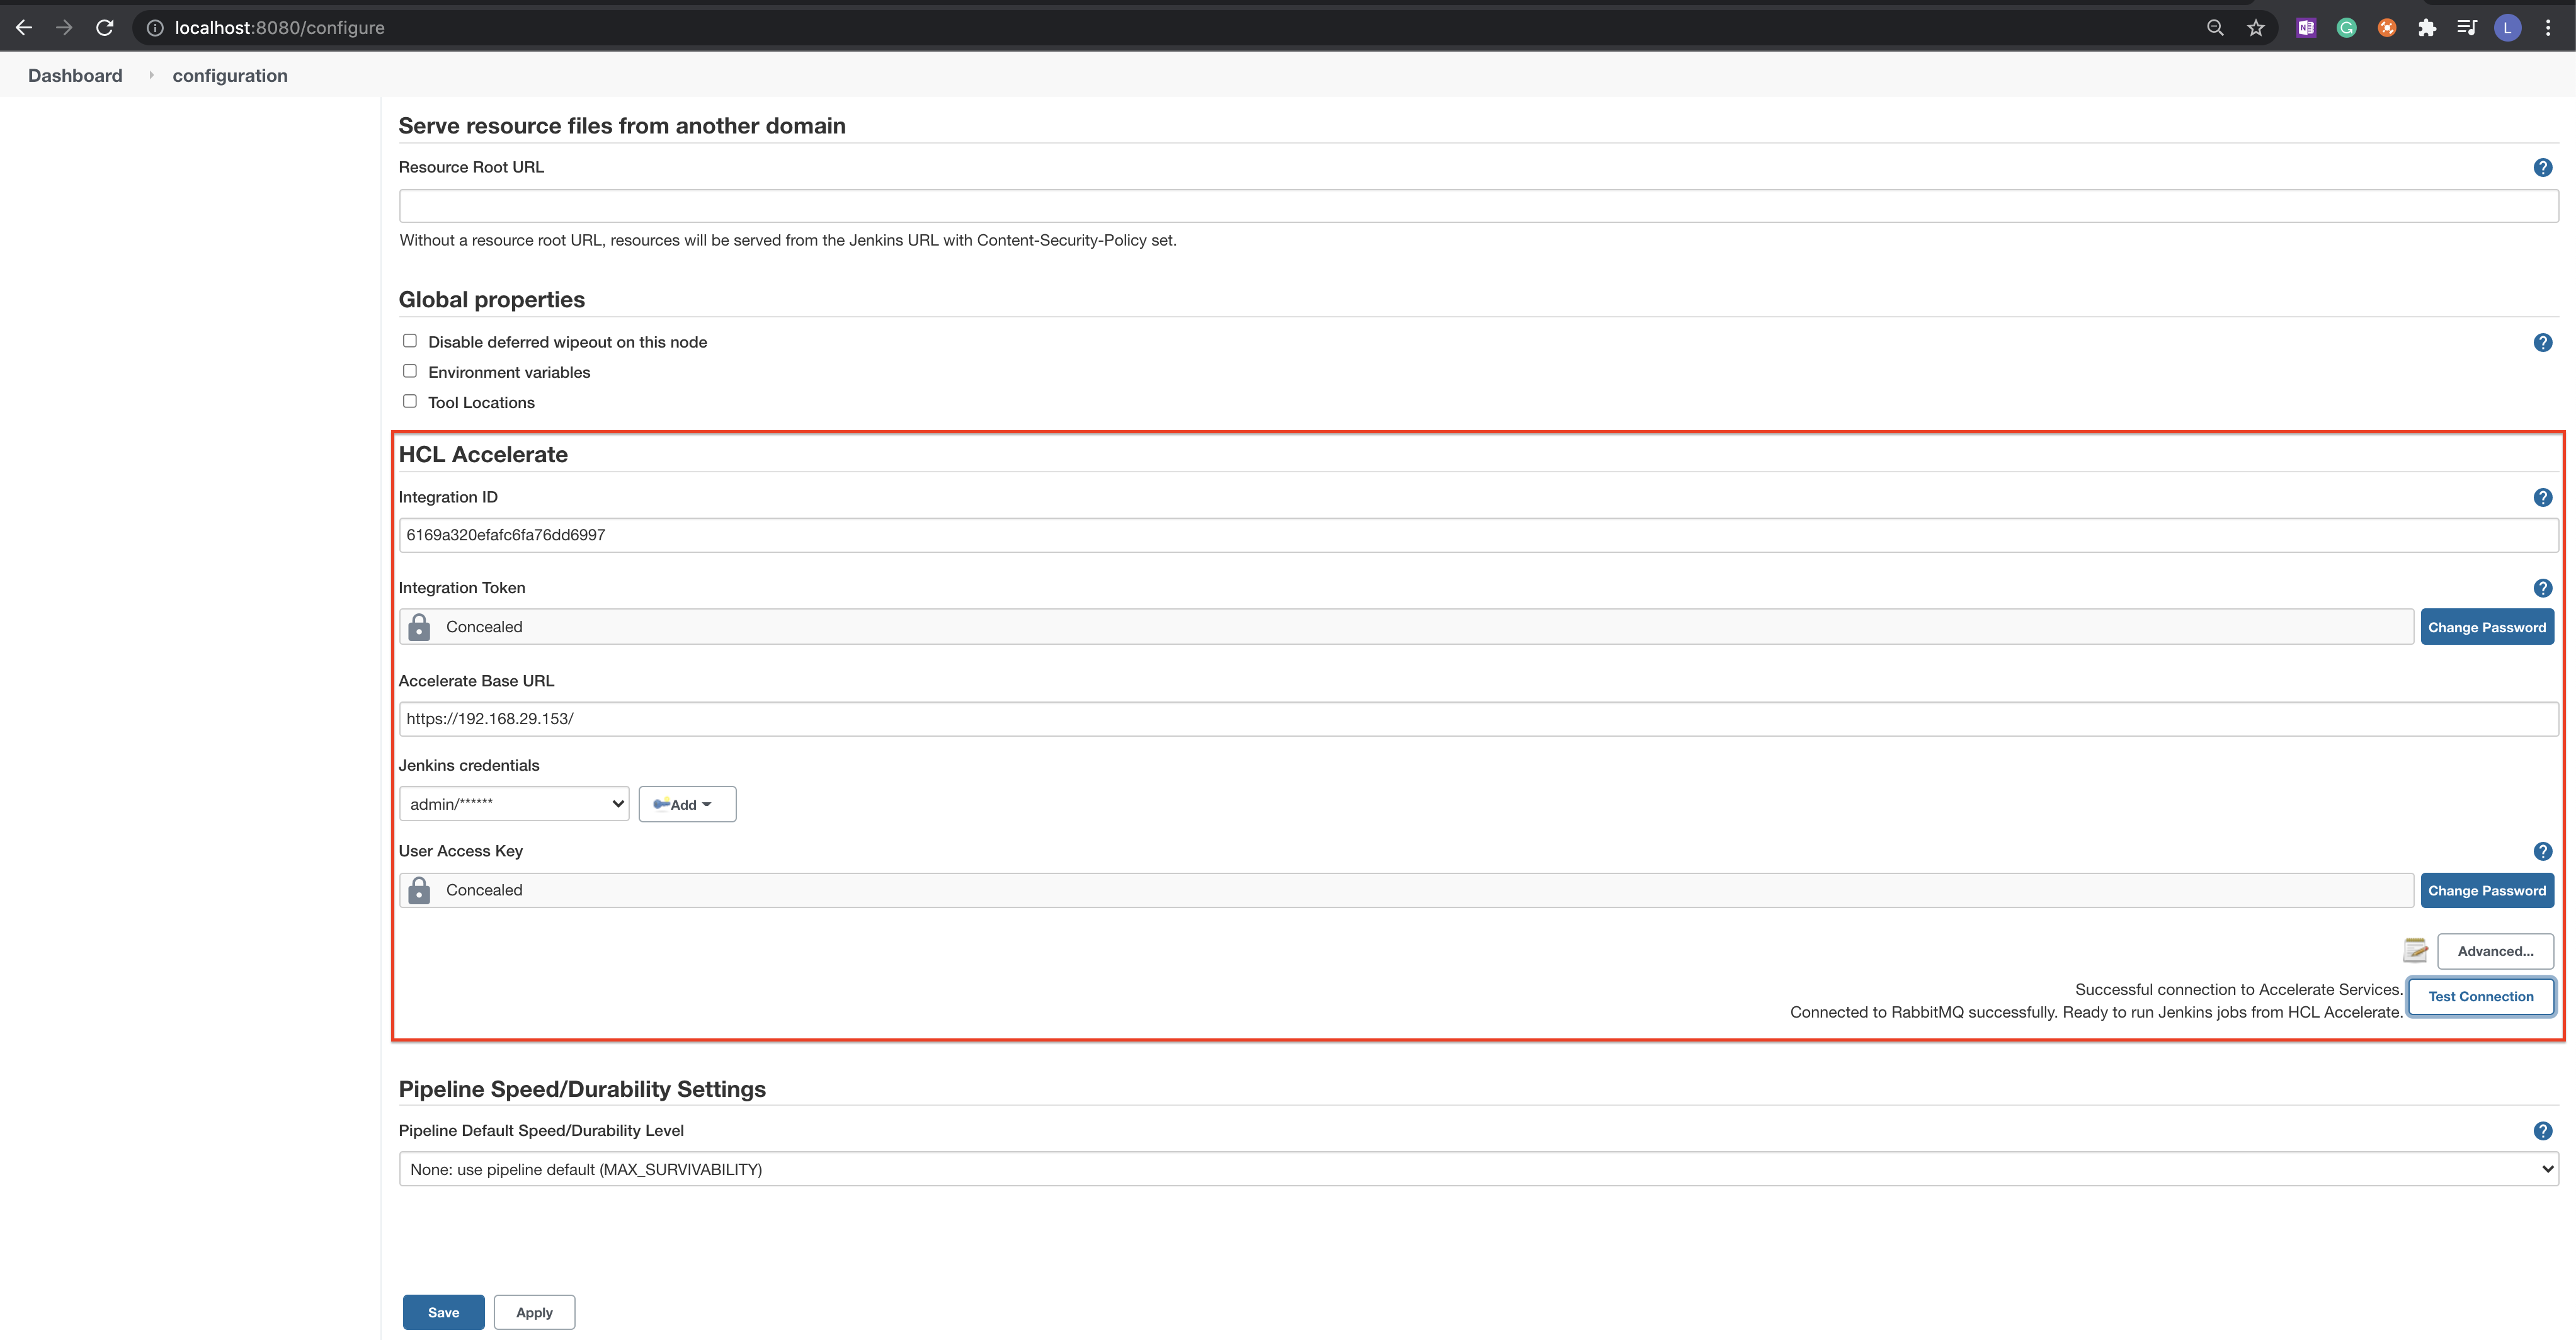 localhost:8080/configure
L
Dashboard configuration
Serve resource files from another domain
Resource Root URL
?
Without a resource root URL, resources will be served from the Jenkins URL with Content-Security-Policy set.
Global properties
Disable deferred wipeout on this node
?
Environment variables
Tool Locations
HCL Accelerate
Integration ID
?
6169a320efafc6fa76dd6997
Integration Token
?
Concealed
Change Password
Accelerate Base URL
https://192.168.29.153/
Jenkins credentials
admin/******
Add
User Access Key
?
Concealed
Change Password
Advanced...
Successful connection to Accelerate Services.
Connected to RabbitMQ successfully. Ready to run Jenkins jobs from HCL Accelerate.
Test Connection
Pipeline Speed/Durability Settings
Pipeline Default Speed/Durability Level
?
None: use pipeline default (MAX_SURVIVABILITY)
Save
Apply